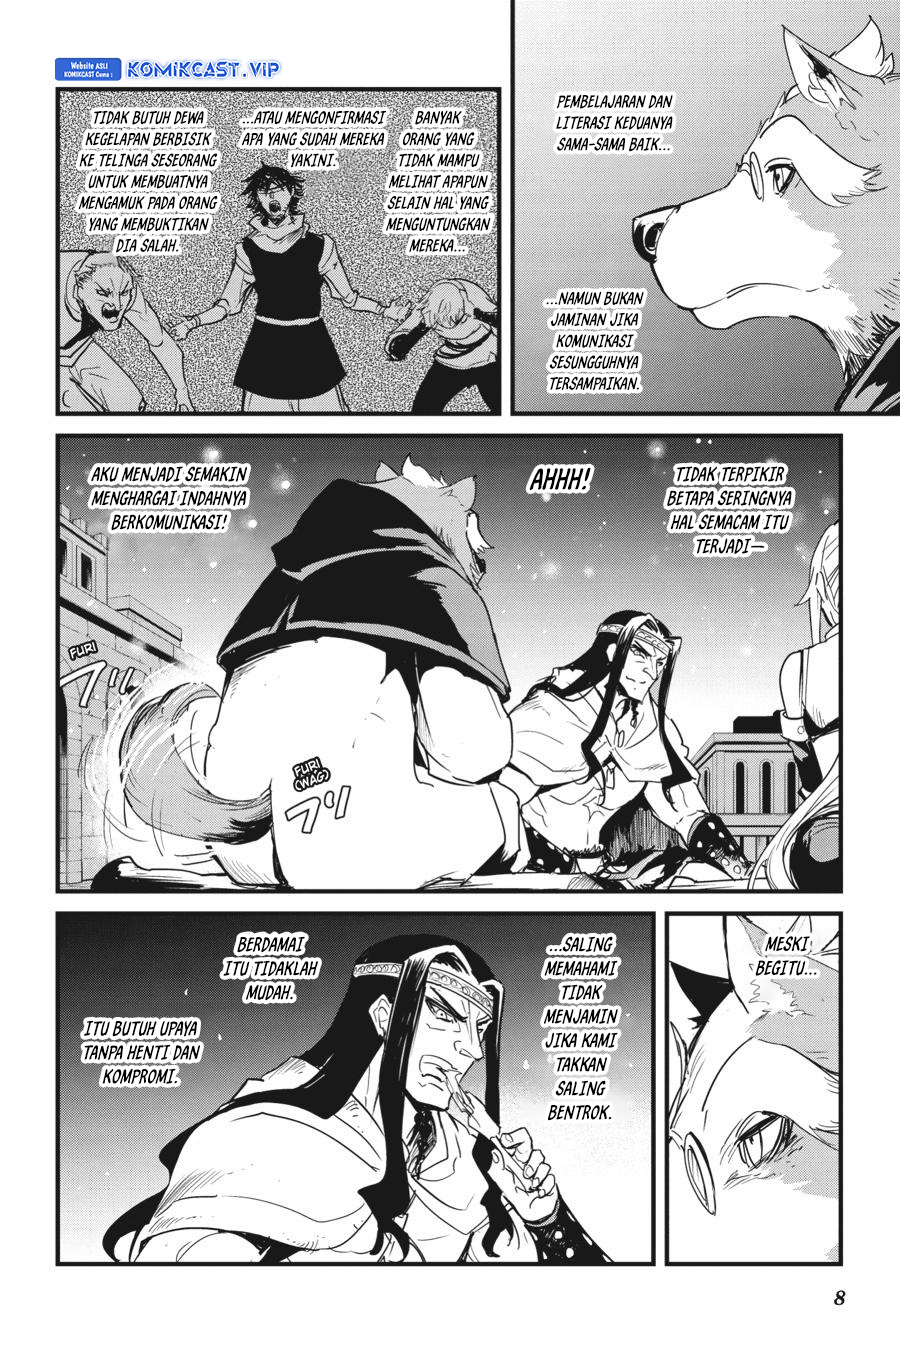 Website ASLI
KOMIKCAST Cuma :
KOMIKCAST.VIP
PEMBELAJARAN DAN
LITERASI KEDUANYA
SAMA-SAMA BAIK...
...NAMUN BUKAN
JAMINAN JIKA
KOMUNIKASI
SESUNGGUHNYA
TERSAMPAIKAN.
BANYAK
ORANG YANG
TIDAK MAMPU
MELIHAT APAPUN
SELAIN HAL YANG
MENGUNTUNGKAN
MEREKA...
...ATAU MENGONFIRMASI
APA YANG SUDAH MEREKA
YAKINI.
TIDAK BUTUH DEWA
KEGELAPAN BERBISIK
KE TELINGA SESEORANG
UNTUK MEMBUATNYA
MENGAMUK PADA ORANG
YANG MEMBUKTIKAN
DIA SALAH.
TIDAK TERPIKIR
BETAPA SERINGNYA
HAL SEMACAM ITU
TERJADI—
AHHH!
AKU MENJADI SEMAKIN
MENGHARGAI INDAHNYA
BERKOMUNIKASI!
FURI
ブリ
FURI
(WAG)
ブリ
MESKI
BEGITU...
...SALING
MEMAHAMI
TIDAK
MENJAMIN
JIKA KAMI
TAKKAN
SALING
BENTROK.
BERDAMAI
ITU TIDAKLAH
MUDAH.
ITU BUTUH UPAYA
TANPA HENTI DAN
KOMPROMI.
8